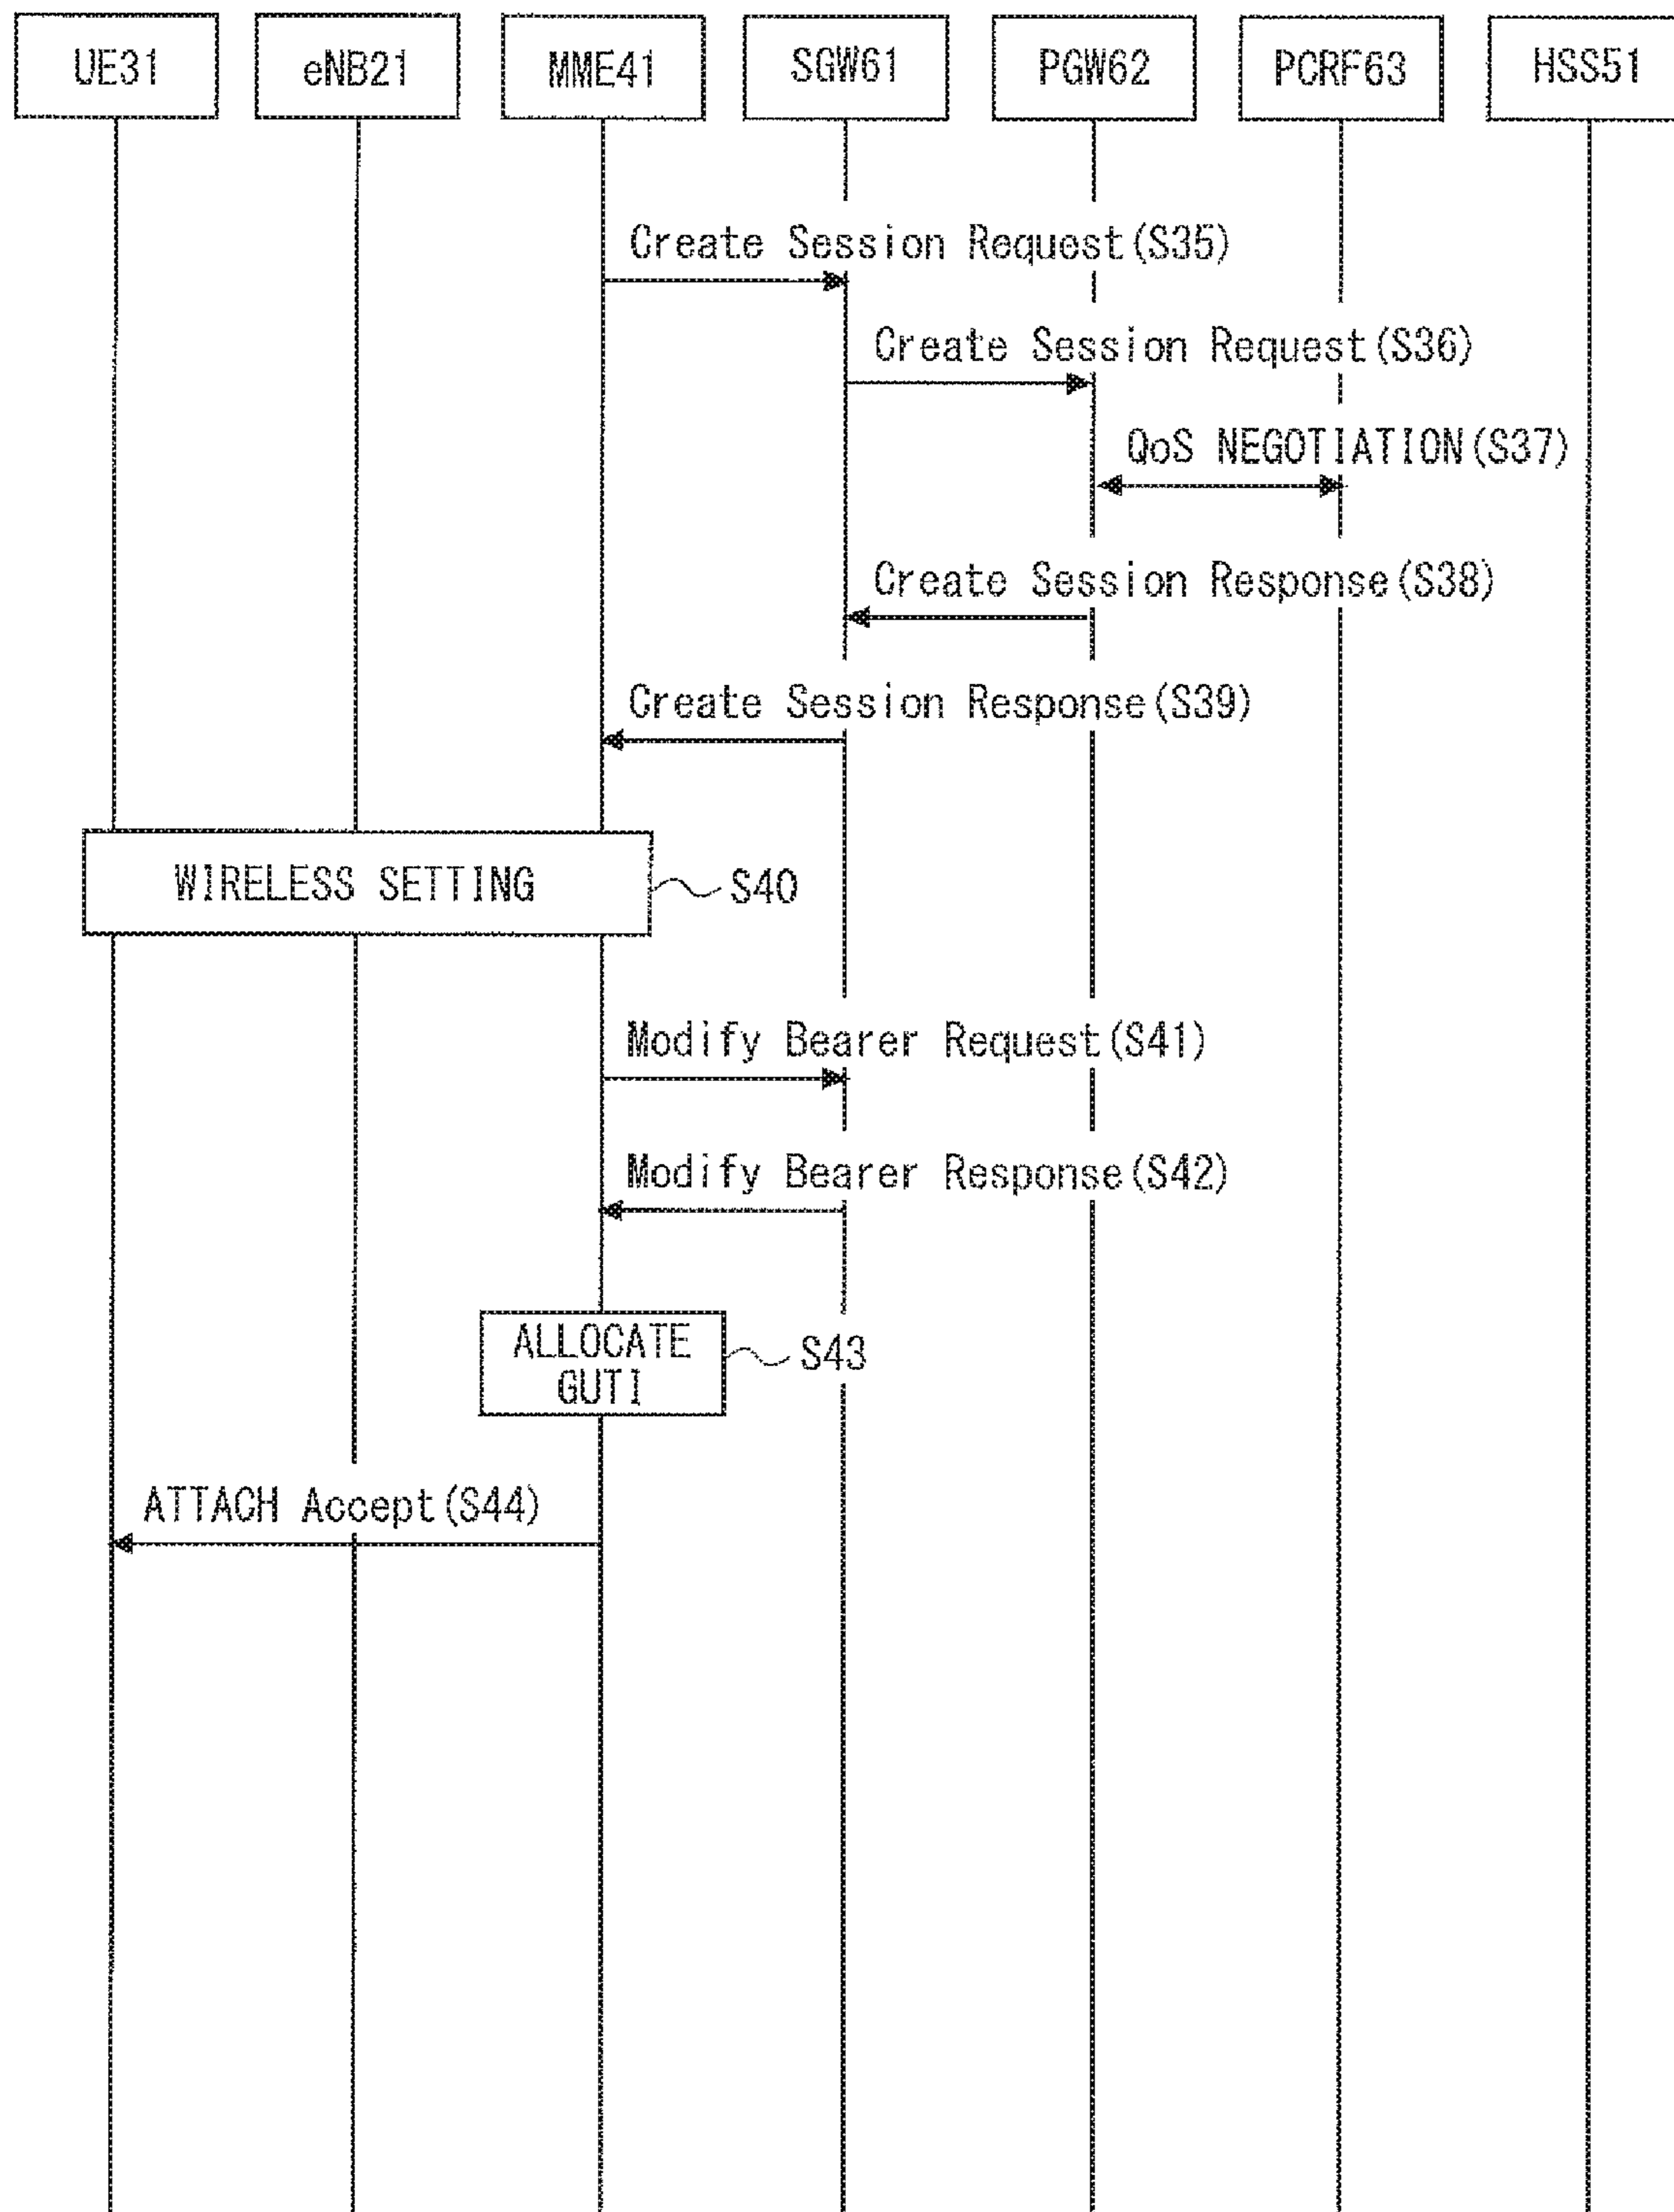 UE31
eNB21
MME41
SGW61
PGW62
PCRF63
HSS51
Create Session Request(S35)
Create Session Request(S36)
QoS NEGOTIATION(S37)
Create Session Response(S38)
Create Session Response(S39)
WIRELESS SETTING
S40
Modify Bearer Request(S41)
Modify Bearer Response(S42)
ALLOCATE
GUTI
S43
ATTACH Accept(S44)